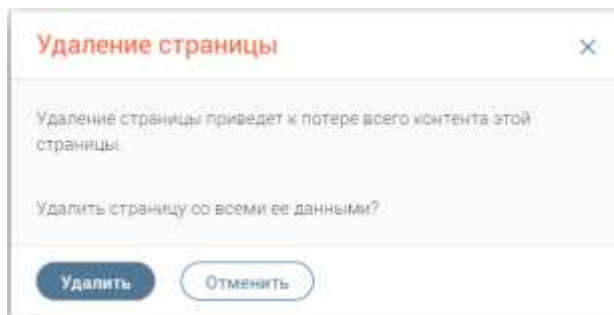 Удаление страницы
Удаление страницы приведет к потере всего контента этой
страницы.
Удалить страницу со всеми ее данными?
Удалить
Отменить